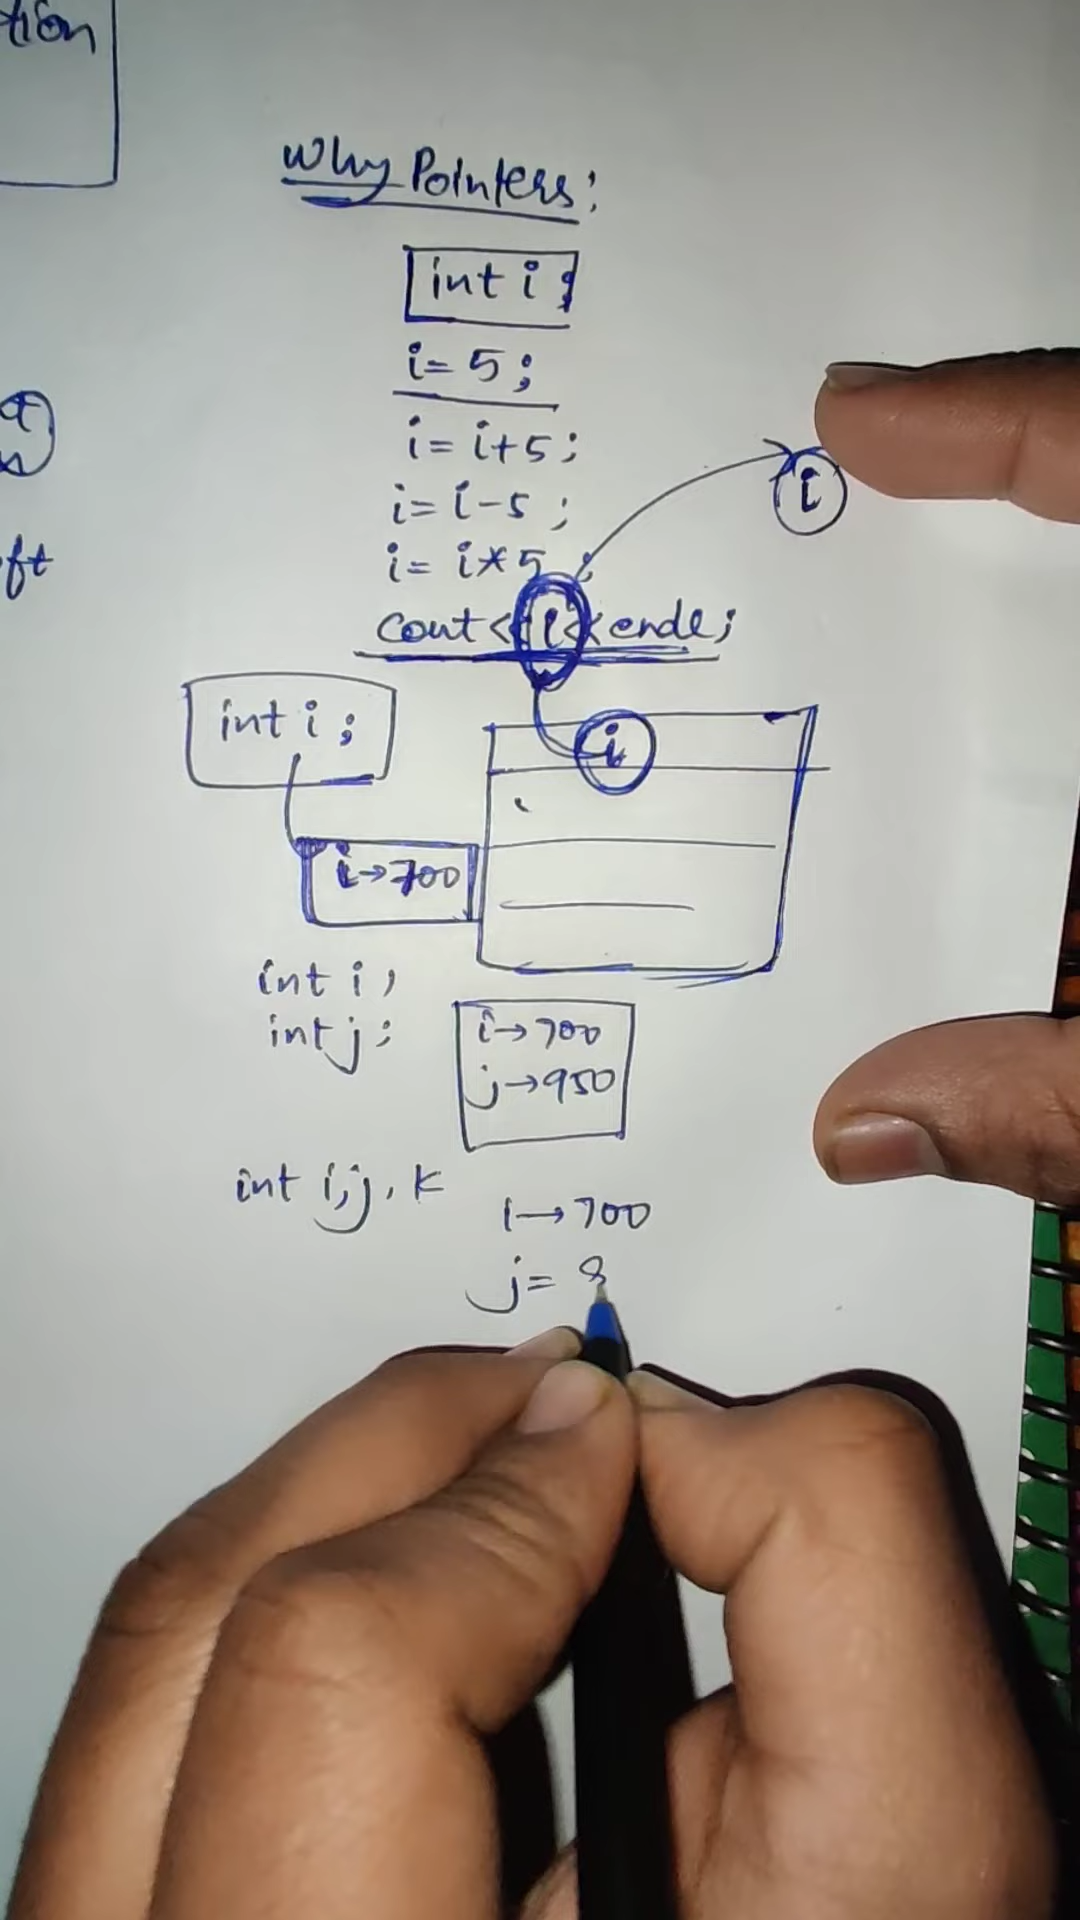 tion
Why Pointers:
int i;
i= 5;
i= i+5;
i= i-5;
i= i*5;
i
cout<<i<<endl;
int i;
i
i→700
int i;
int j;
i→700
j→950
int i,j, k
i→700
j= 8
ft